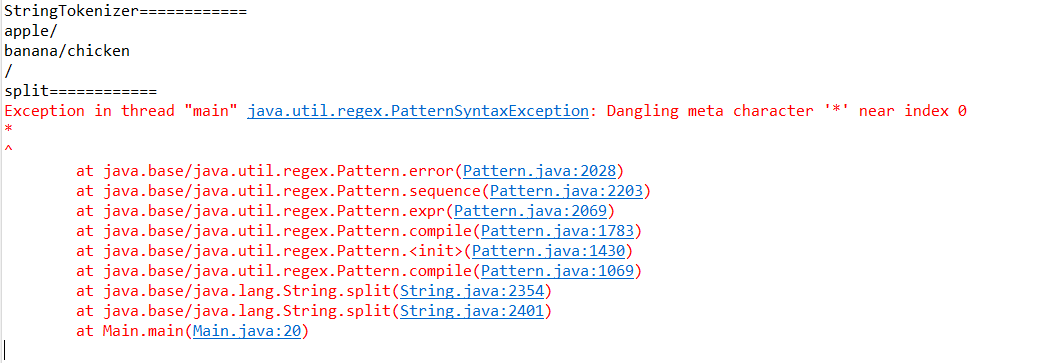 StringTokenizer============
apple/
banana/chicken
/
split============
Exception in thread "main" java.util.regex.PatternSyntaxException: Dangling meta character '*' near index 0
*
^
	at java.base/java.util.regex.Pattern.error(Pattern.java:2028)
	at java.base/java.util.regex.Pattern.sequence(Pattern.java:2203)
	at java.base/java.util.regex.Pattern.expr(Pattern.java:2069)
	at java.base/java.util.regex.Pattern.compile(Pattern.java:1783)
	at java.base/java.util.regex.Pattern.<init>(Pattern.java:1430)
	at java.base/java.util.regex.Pattern.compile(Pattern.java:1069)
	at java.base/java.lang.String.split(String.java:2354)
	at java.base/java.lang.String.split(String.java:2401)
	at Main.main(Main.java:20)